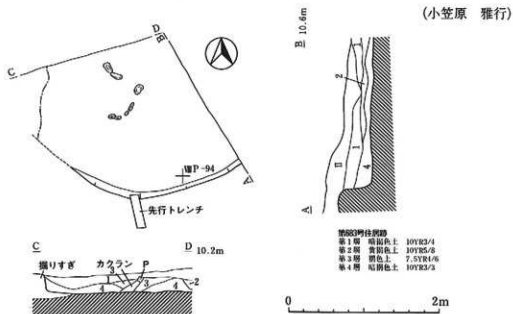 (小笠原 雅行)
D
B
C
ⅧP-94
A
先行トレンチ
B 10.6m
2
1
Ⅱ
4
A
第683号住居跡
第1層 暗褐色土 10YR3/4
第2層 黄褐色土 10YR5/8
第3層 褐色土 7.5YR4/6
第4層 暗褐色土 10YR3/3
C
D 10.2m
掘りすぎ カクラン P
3
4 4 3 4 2
0 2m